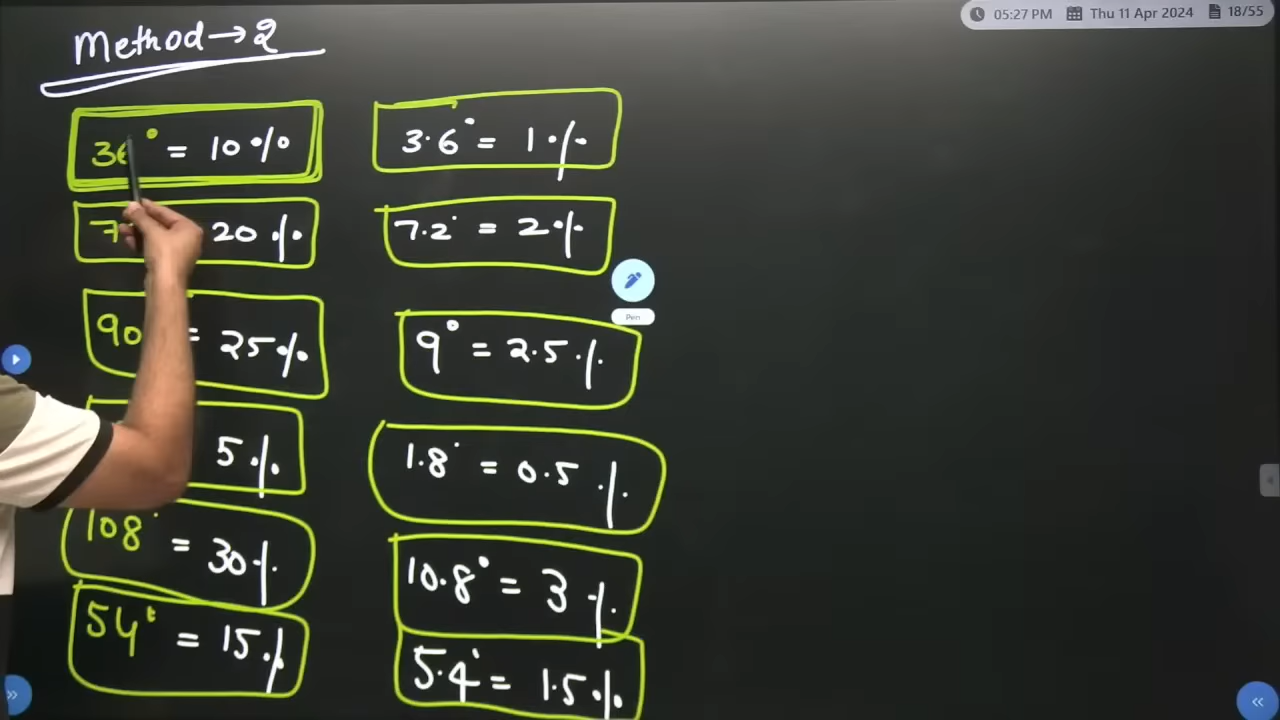 05:27 PM Thu 11 Apr 2024 18/55
Method → 2
= 10%
3.6° = 1%
20%
7.2° = 2%
90 = 25%
9° = 2.5%
5%
1.8° = 0.5%
108° = 30%
10.8° = 3%
54° = 15%
5.4° = 1.5%
Pen